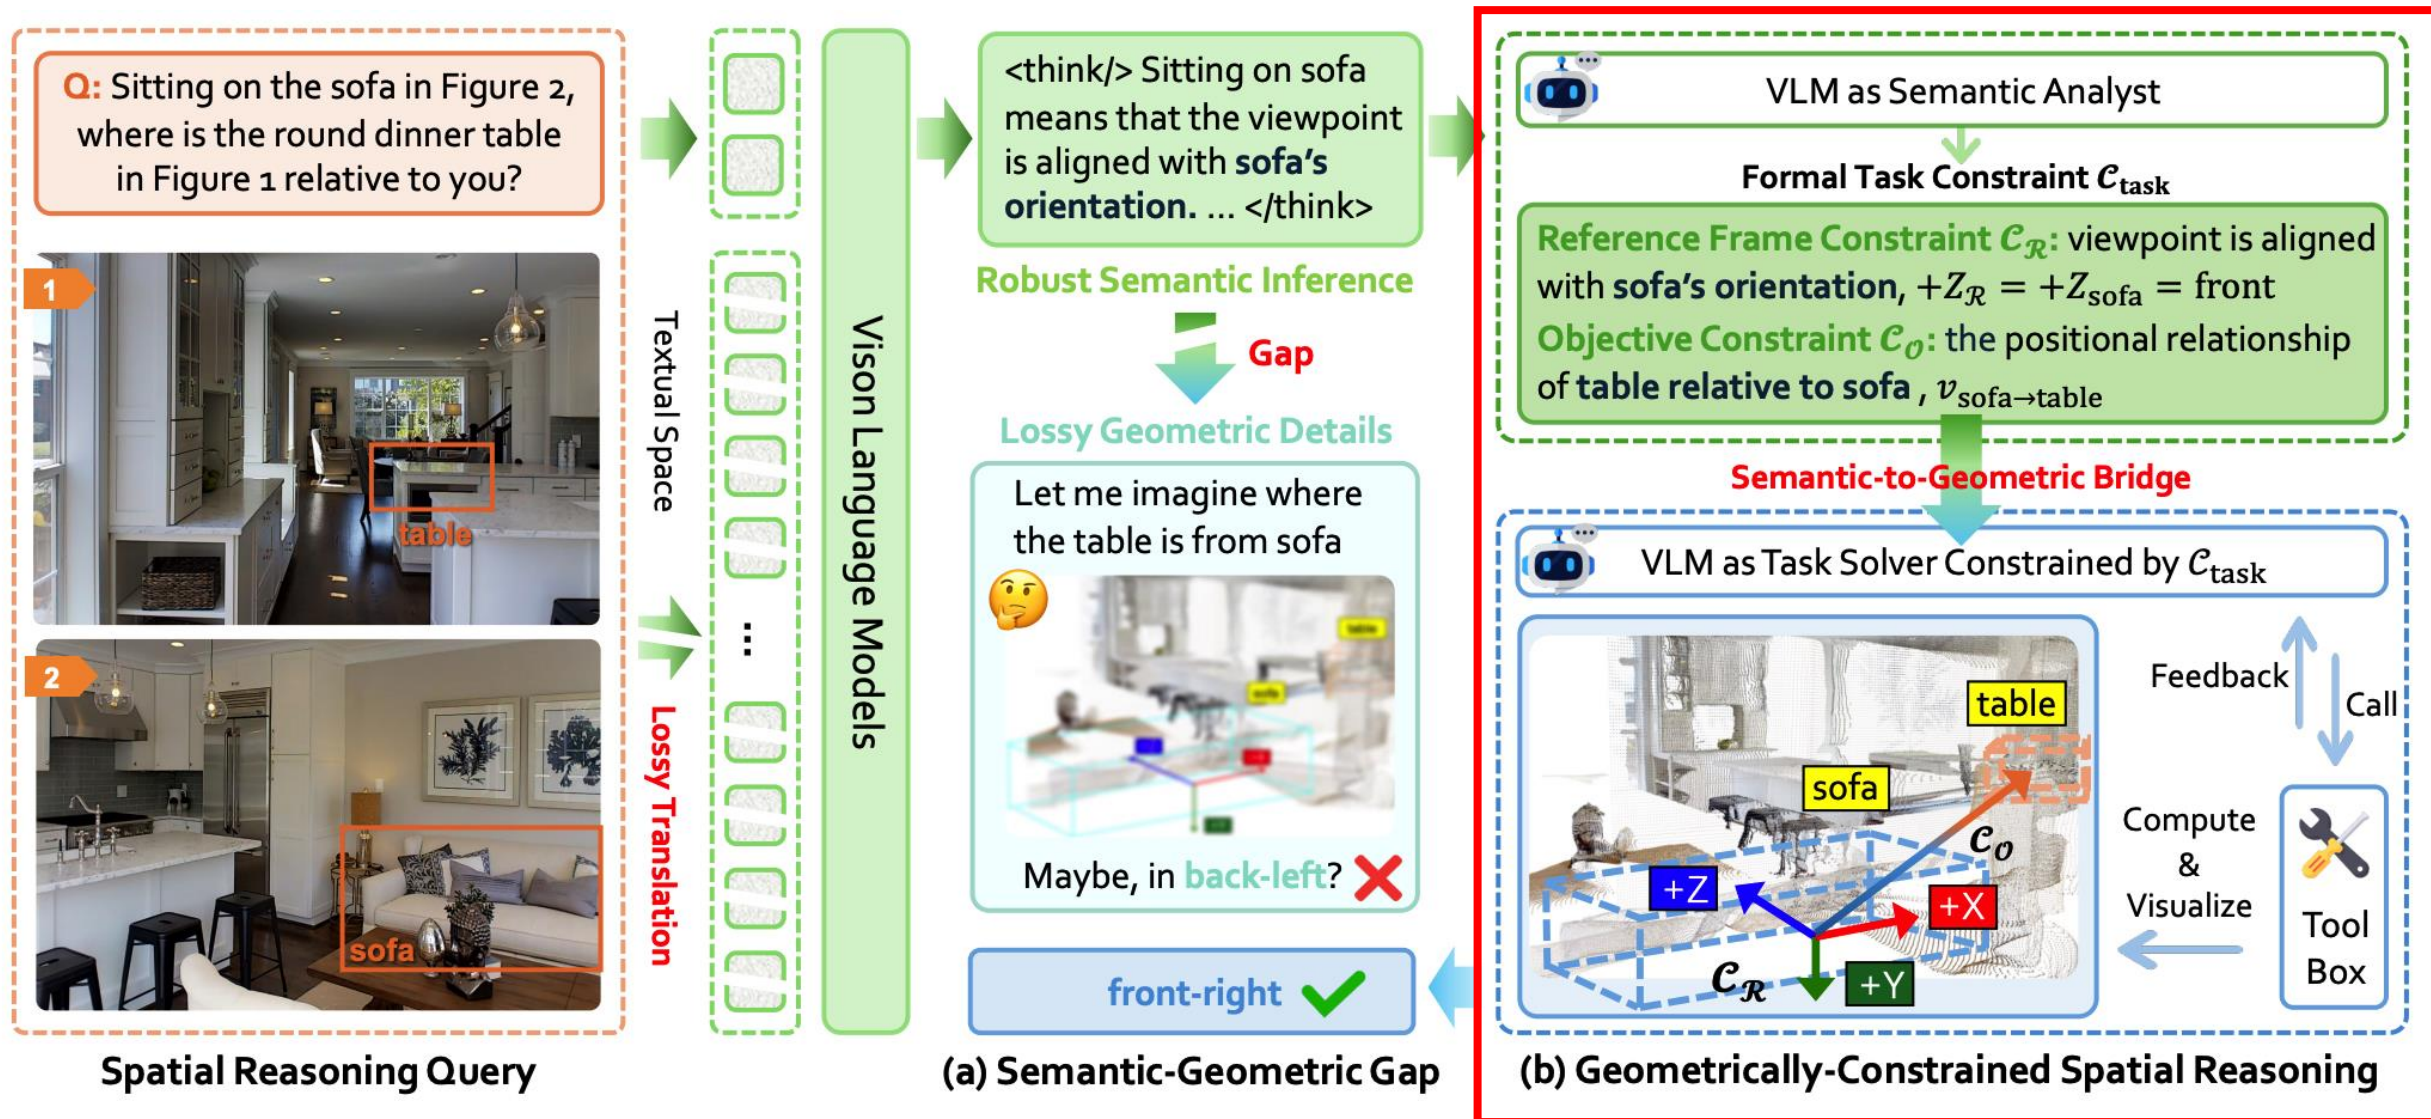 Q: Sitting on the sofa in Figure 2,
where is the round dinner table
in Figure 1 relative to you?
1
table
2
sofa
Spatial Reasoning Query
Textual Space
Lossy Translation
...
Vison Language Models
<think/> Sitting on sofa
means that the viewpoint
is aligned with sofa's
orientation. ... </think>
Robust Semantic Inference
Gap
Lossy Geometric Details
Let me imagine where
the table is from sofa
table
sofa
Maybe, in back-left?
front-right
(a) Semantic-Geometric Gap
VLM as Semantic Analyst
Formal Task Constraint 𝒞task
Reference Frame Constraint 𝒞ℛ: viewpoint is aligned
with sofa's orientation, +Zℛ = +Zsofa = front
Objective Constraint 𝒞𝒪: the positional relationship
of table relative to sofa , vsofa→table
Semantic-to-Geometric Bridge
VLM as Task Solver Constrained by 𝒞task
table
sofa
𝒞𝒪
+Z
+X
𝒞ℛ
+Y
Feedback
Call
Compute
&
Visualize
Tool
Box
(b) Geometrically-Constrained Spatial Reasoning